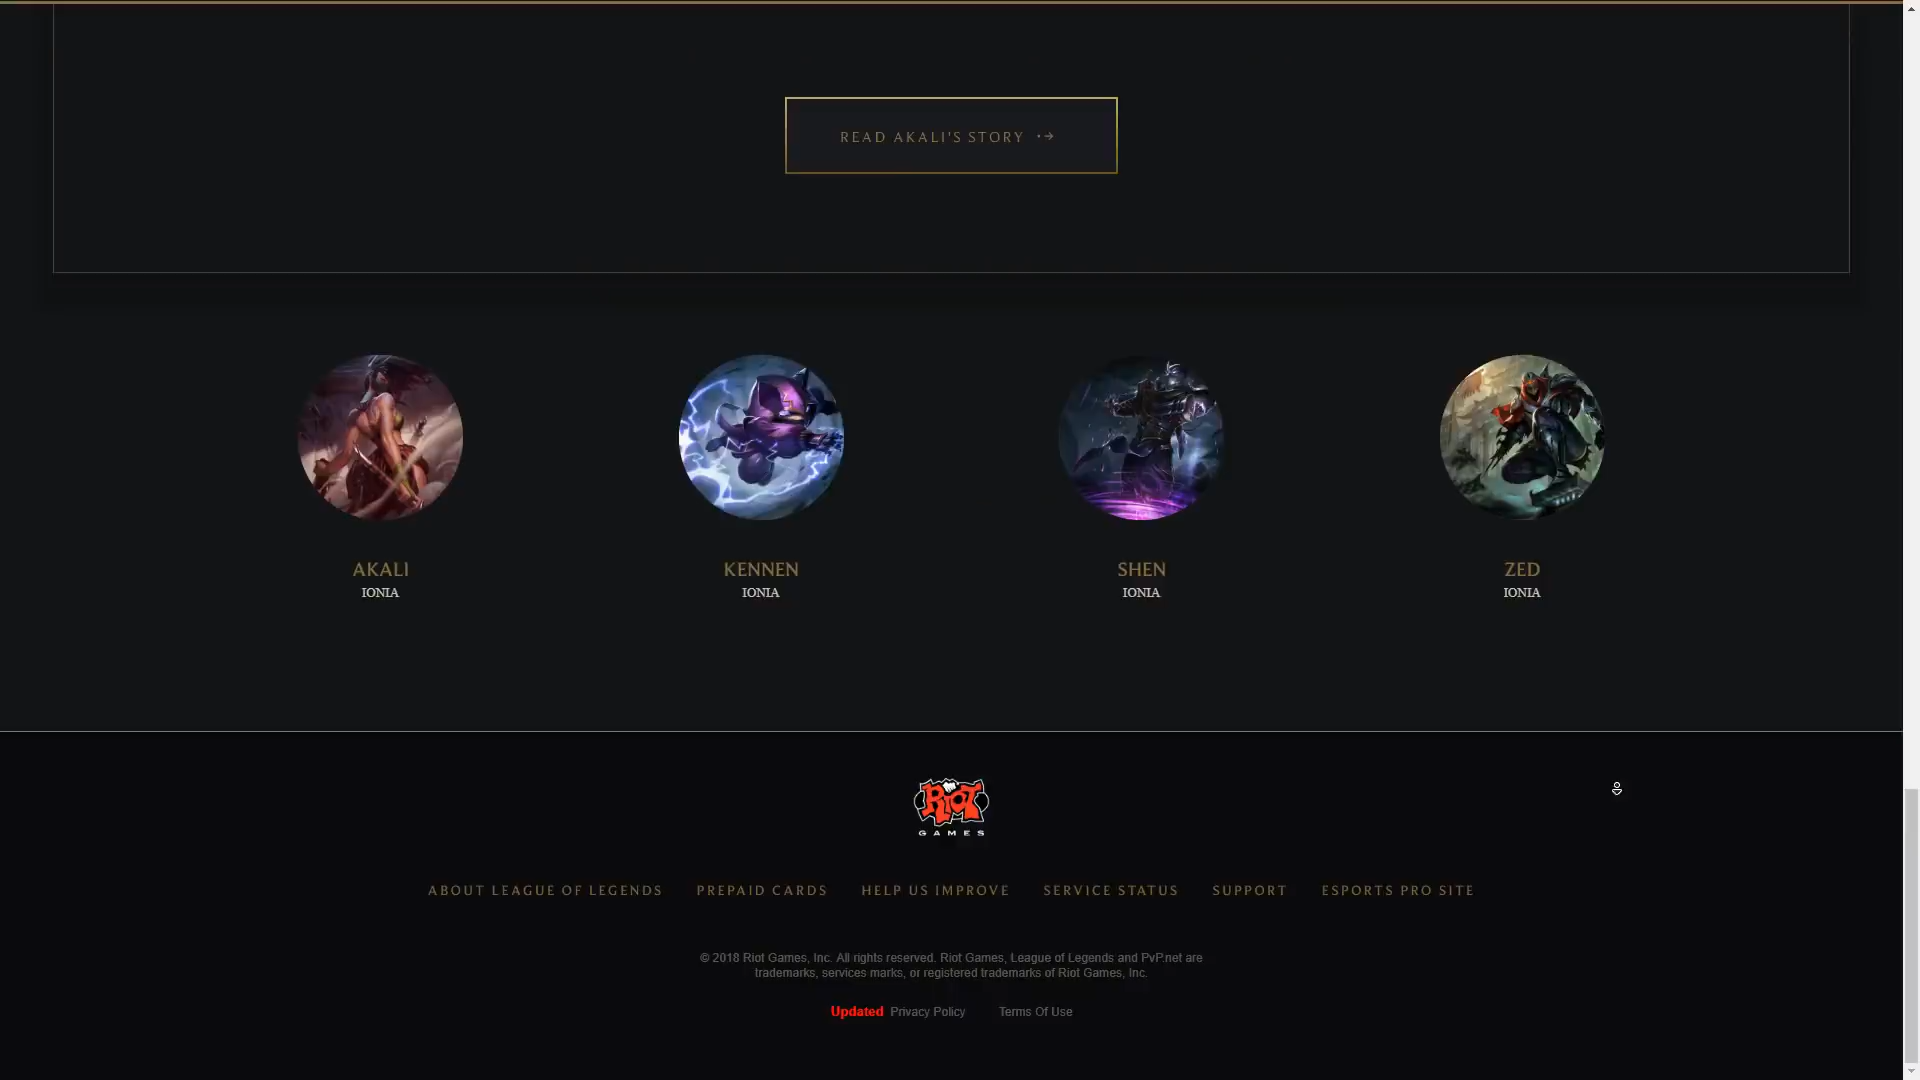 READ AKALI'S STORY
AKALI
IONIA
KENNEN
IONIA
SHEN
IONIA
ZED
IONIA
RIOT
GAMES
ABOUT LEAGUE OF LEGENDS PREPAID CARDS HELP US IMPROVE SERVICE STATUS SUPPORT ESPORTS PRO SITE
© 2018 Riot Games, Inc. All rights reserved. Riot Games, League of Legends and PvP.net are
trademarks, services marks, or registered trademarks of Riot Games, Inc.
Updated Privacy Policy Terms Of Use